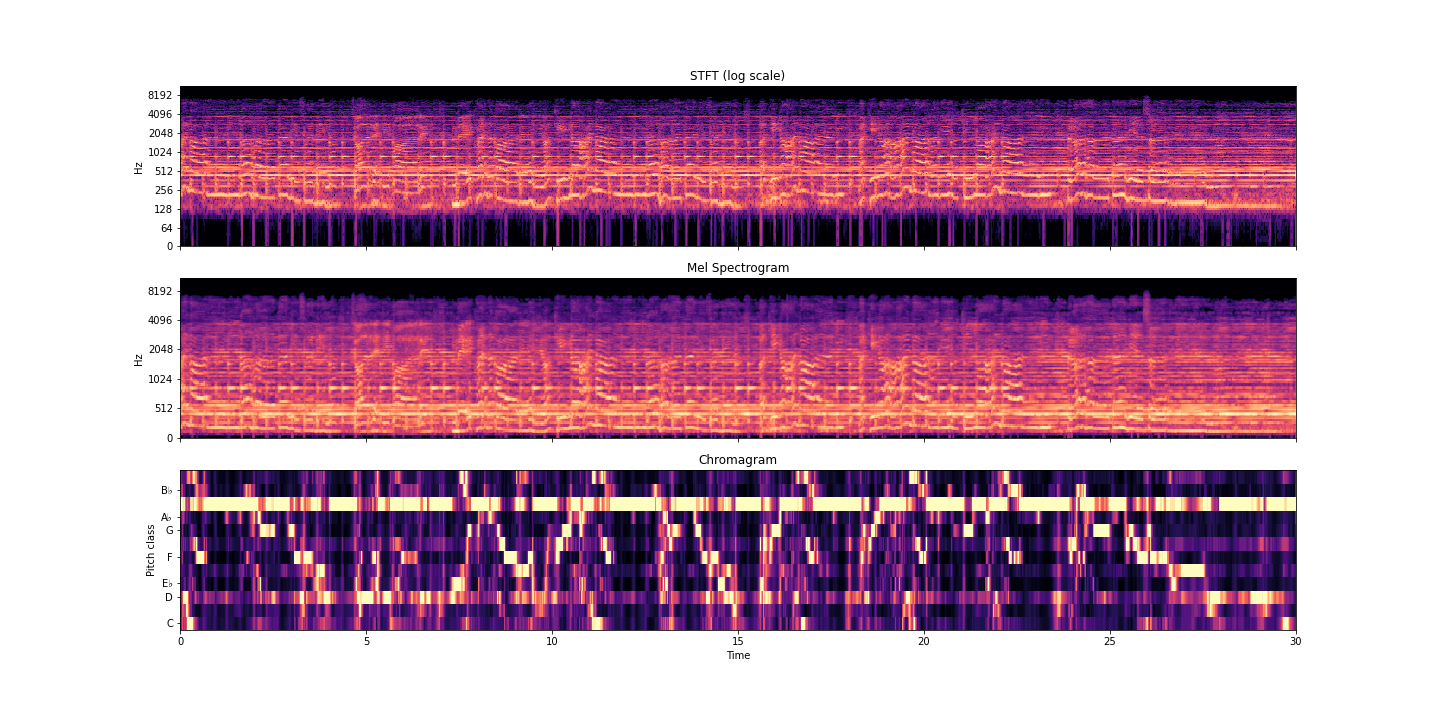 STFT (log scale)
8192
4096
2048
1024
512
256
128
64
0
Hz
Mel Spectrogram
8192
4096
2048
1024
512
0
Hz
Chromagram
B♭
A♭
G
F
E♭
D
C
Pitch class
0 5 10 15 20 25 30
Time